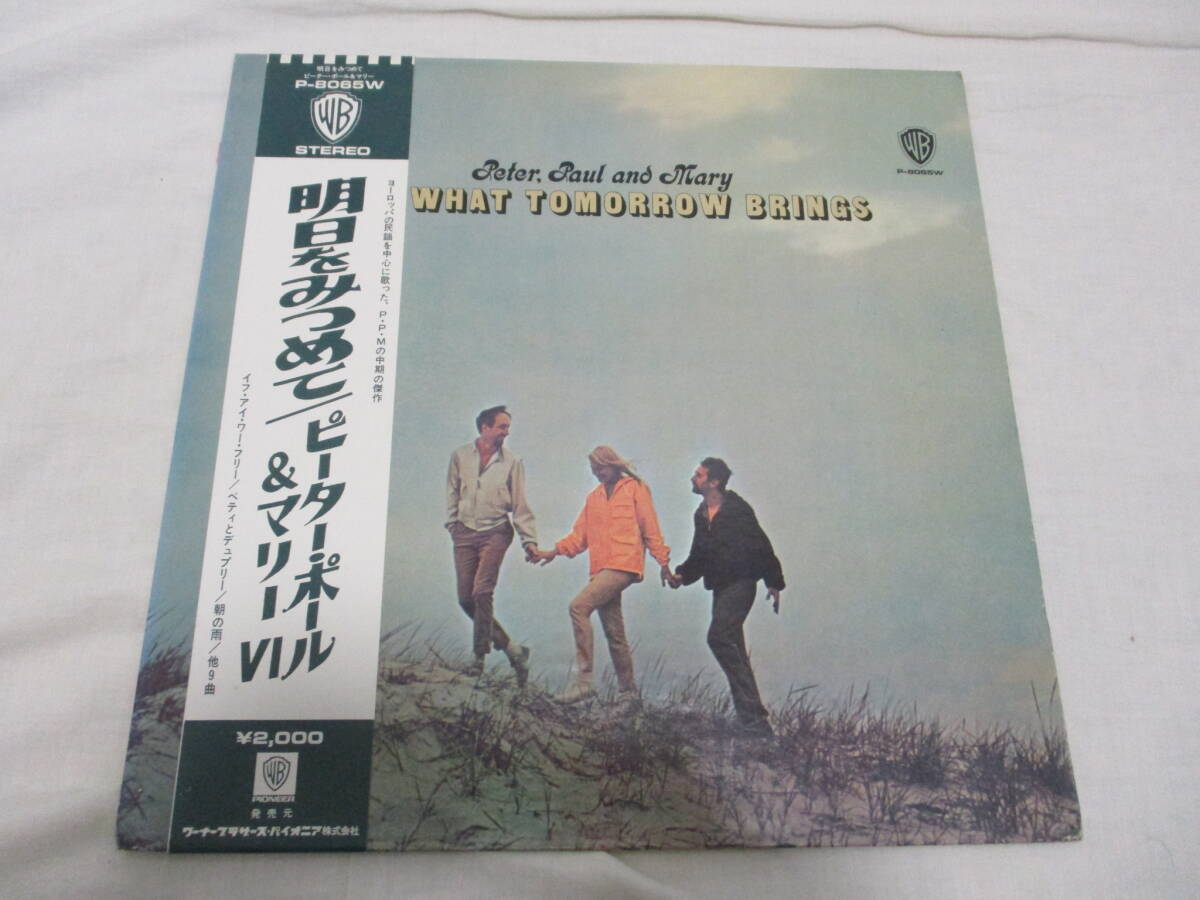 明日をみつめて
ピーター・ポール&マリー
P-8065W
WB
STEREO
ヨーロッパの民謡を中心に歌った、P・P・Mの中期の傑作
明日をみつめて/ピーター・ポール
&マリー VI
イフ・アイ・ワー・フリー/ベティとデュプリー/朝の雨/他9曲
¥2,000
WB
PIONEER
発売元
ワーナーブラザーズ・パイオニア株式会社
Peter, Paul and Mary
WHAT TOMORROW BRINGS
WB
P-8065W